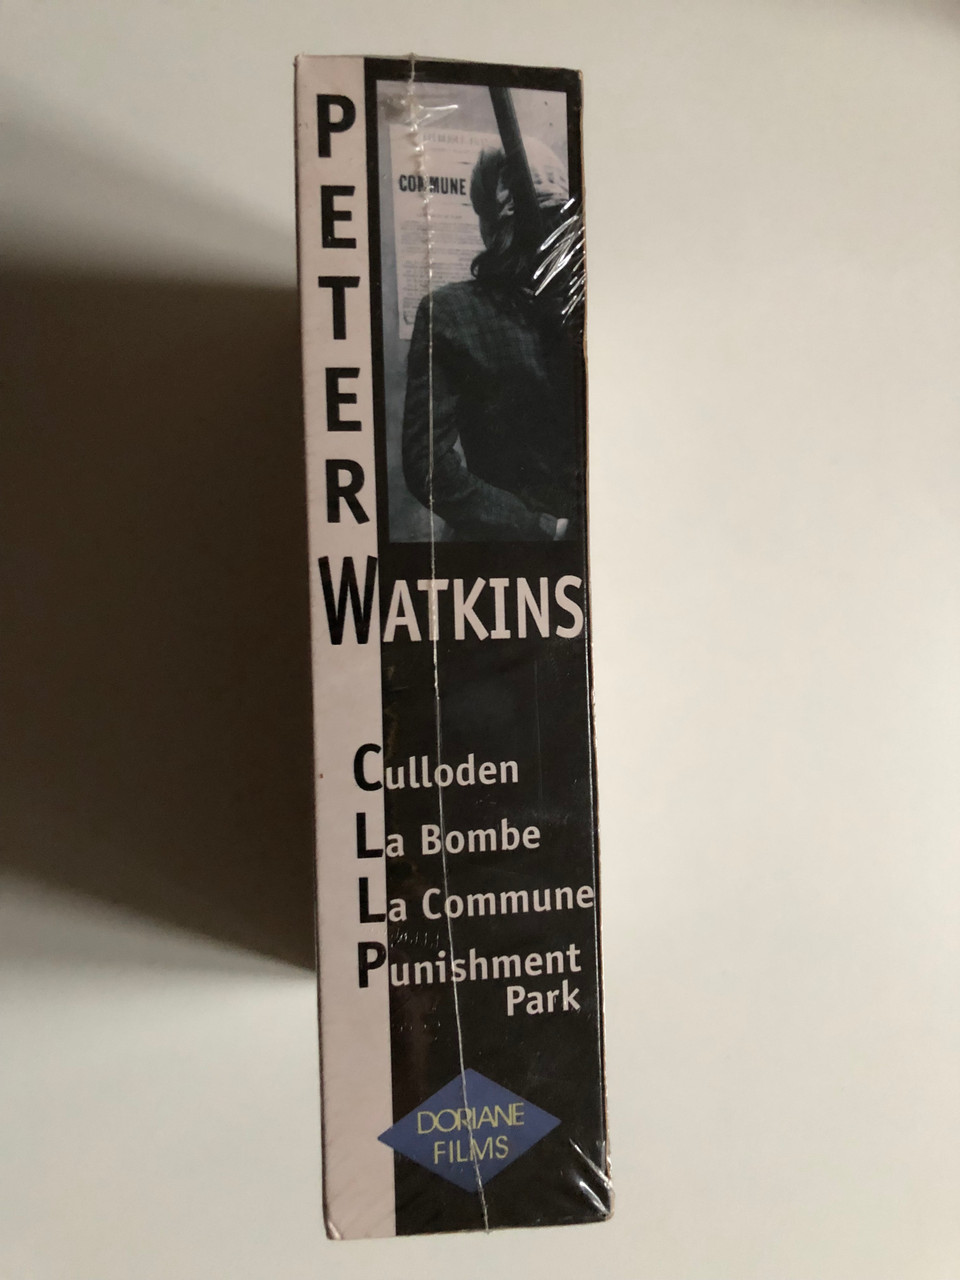 PETER
WATKINS
COMMUNE
Culloden
La Bombe
La Commune
Punishment
Park
DORIANE
FILMS